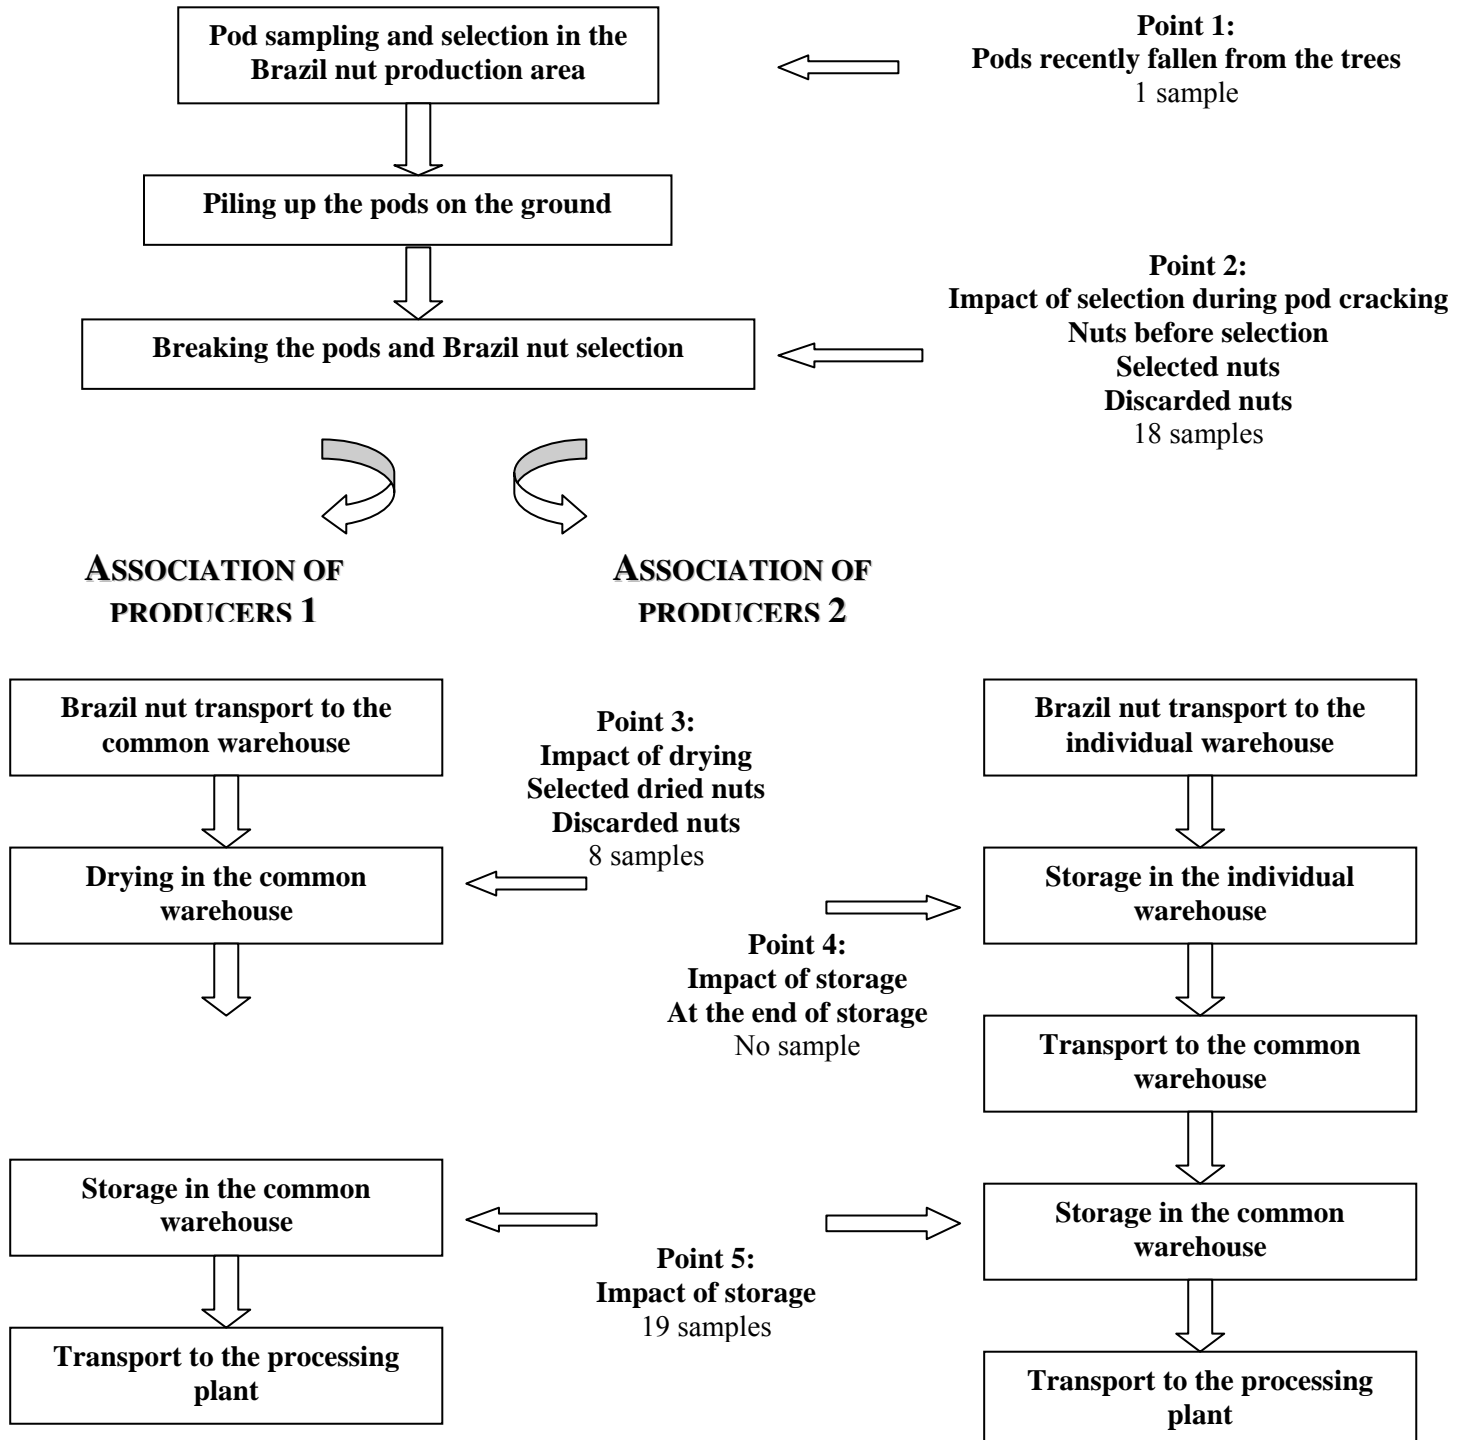 Pod sampling and selection in the
Brazil nut production area
Point 1:
Pods recently fallen from the trees
1 sample
Piling up the pods on the ground
Breaking the pods and Brazil nut selection
Point 2:
Impact of selection during pod cracking
Nuts before selection
Selected nuts
Discarded nuts
18 samples
ASSOCIATION OF
PRODUCERS 1
ASSOCIATION OF
PRODUCERS 2
Brazil nut transport to the
common warehouse
Point 3:
Impact of drying
Selected dried nuts
Discarded nuts
8 samples
Brazil nut transport to the
individual warehouse
Drying in the common
warehouse
Storage in the individual
warehouse
Point 4:
Impact of storage
At the end of storage
No sample
Transport to the common
warehouse
Storage in the common
warehouse
Point 5:
Impact of storage
19 samples
Storage in the common
warehouse
Transport to the processing
plant
Transport to the processing
plant